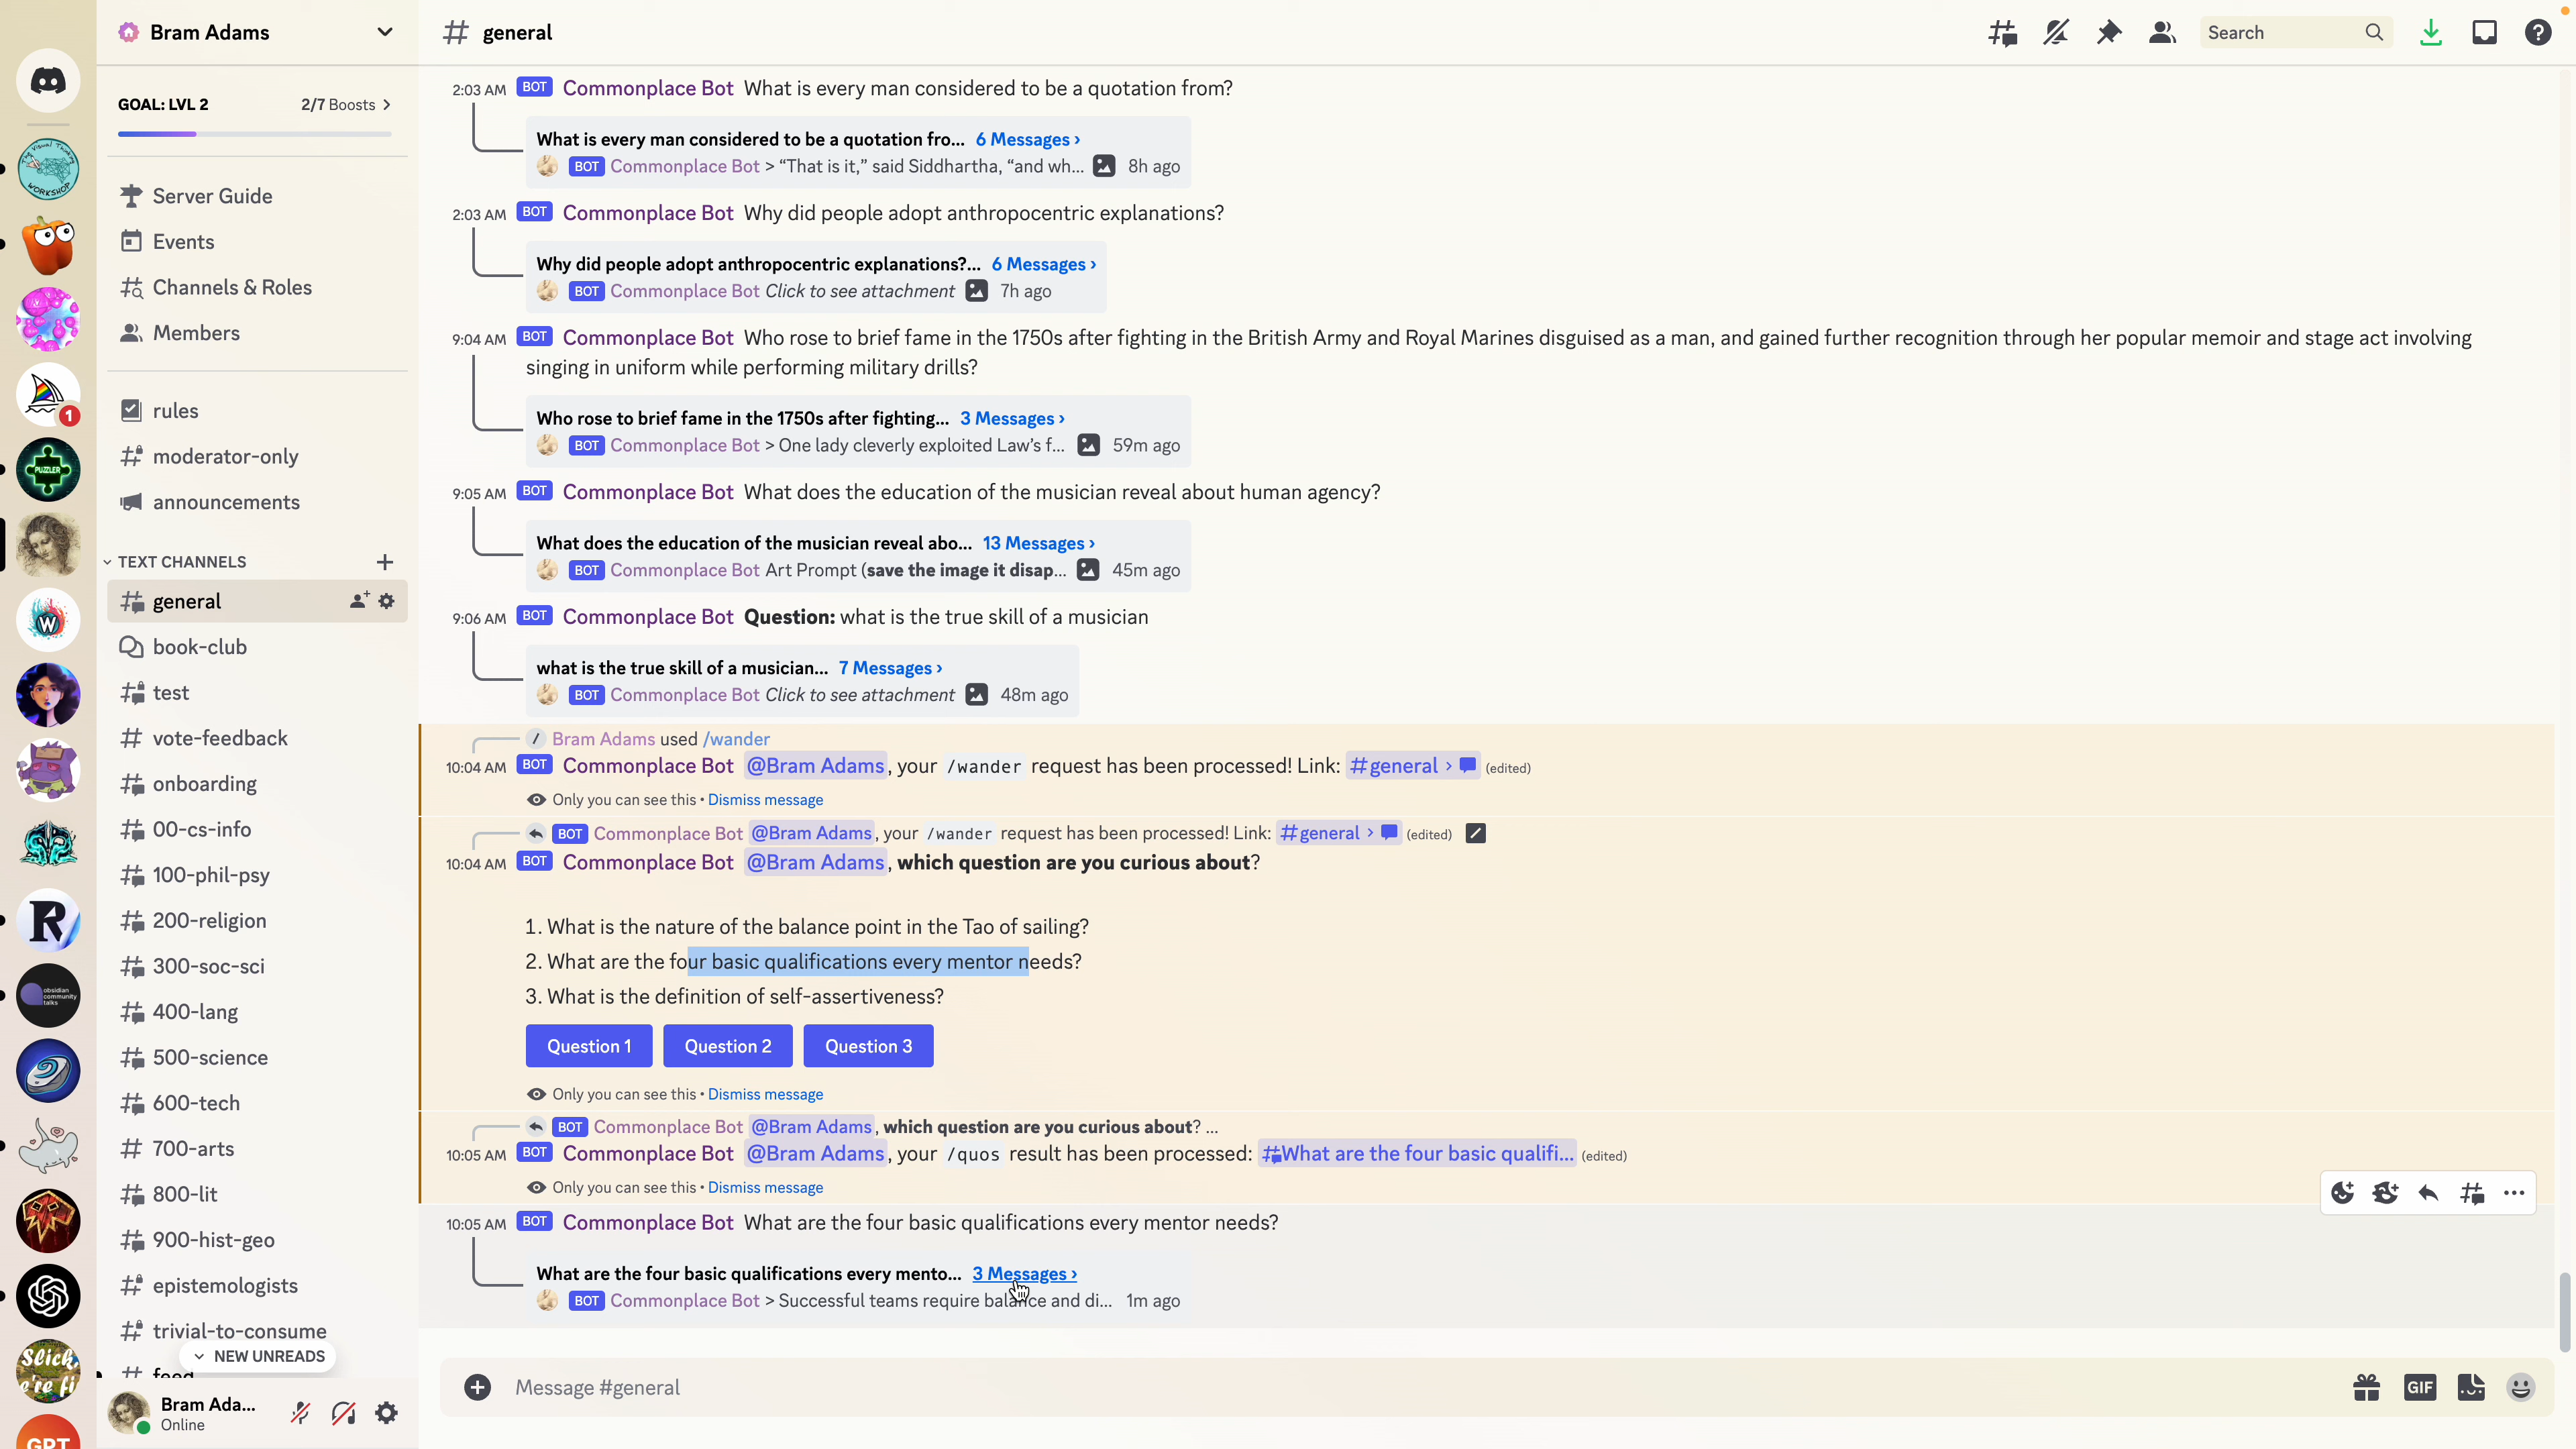 Bram Adams
general
Search
GOAL: LVL 2
2/7 Boosts
Server Guide
Events
Channels & Roles
Members
rules
moderator-only
announcements
TEXT CHANNELS
general
book-club
test
vote-feedback
onboarding
00-cs-info
100-phil-psy
200-religion
300-soc-sci
400-lang
500-science
600-tech
700-arts
800-lit
900-hist-geo
epistemologists
trivial-to-consume
NEW UNREADS
feed
Bram Ada...
Online
The Visual Thinking
WORKSHOP
1
PUZZLER
W
R
obsidian
community
talks
Slick,
GPT
2:03 AM BOT Commonplace Bot What is every man considered to be a quotation from?
What is every man considered to be a quotation fro... 6 Messages ›
BOT Commonplace Bot > “That is it,” said Siddhartha, “and wh... 8h ago
2:03 AM BOT Commonplace Bot Why did people adopt anthropocentric explanations?
Why did people adopt anthropocentric explanations?... 6 Messages ›
BOT Commonplace Bot Click to see attachment 7h ago
9:04 AM BOT Commonplace Bot Who rose to brief fame in the 1750s after fighting in the British Army and Royal Marines disguised as a man, and gained further recognition through her popular memoir and stage act involving
singing in uniform while performing military drills?
Who rose to brief fame in the 1750s after fighting... 3 Messages ›
BOT Commonplace Bot > One lady cleverly exploited Law’s f... 59m ago
9:05 AM BOT Commonplace Bot What does the education of the musician reveal about human agency?
What does the education of the musician reveal abo... 13 Messages ›
BOT Commonplace Bot Art Prompt (save the image it disap... 45m ago
9:06 AM BOT Commonplace Bot Question: what is the true skill of a musician
what is the true skill of a musician... 7 Messages ›
BOT Commonplace Bot Click to see attachment 48m ago
Bram Adams used /wander
10:04 AM BOT Commonplace Bot @Bram Adams, your /wander request has been processed! Link: #general › (edited)
Only you can see this • Dismiss message
BOT Commonplace Bot @Bram Adams, your /wander request has been processed! Link: #general › (edited)
10:04 AM BOT Commonplace Bot @Bram Adams, which question are you curious about?
1. What is the nature of the balance point in the Tao of sailing?
2. What are the four basic qualifications every mentor needs?
3. What is the definition of self-assertiveness?
Question 1 Question 2 Question 3
Only you can see this • Dismiss message
BOT Commonplace Bot @Bram Adams, which question are you curious about? ...
10:05 AM BOT Commonplace Bot @Bram Adams, your /quos result has been processed: What are the four basic qualifi... (edited)
Only you can see this • Dismiss message
10:05 AM BOT Commonplace Bot What are the four basic qualifications every mentor needs?
What are the four basic qualifications every mento... 3 Messages ›
BOT Commonplace Bot > Successful teams require balance and di... 1m ago
Message #general
GIF